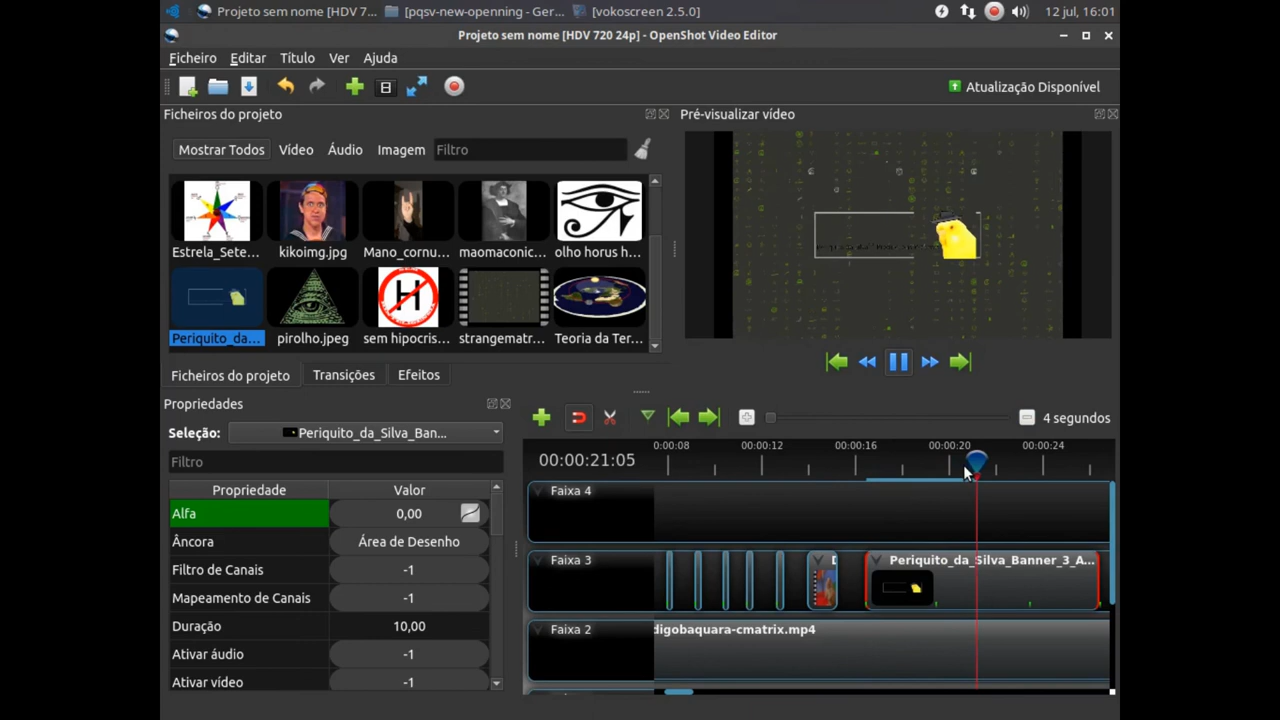 Projeto sem nome [HDV 7... [pqsv-new-openning - Ger... [vokoscreen 2.5.0] 12 jul, 16:01
Projeto sem nome [HDV 720 24p] - OpenShot Video Editor
Ficheiro Editar Título Ver Ajuda
Atualização Disponível
Ficheiros do projeto
Pré-visualizar vídeo
Mostrar Todos Vídeo Áudio Imagem Filtro
Estrela_Sete... kikoimg.jpg Mano_cornu... maomaconic... olho horus h...
Periquito_da... pirolho.jpeg sem hipocris... strangematr... Teoria da Ter...
Ficheiros do projeto Transições Efeitos
Propriedades
Seleção: Periquito_da_Silva_Ban...
Filtro
Propriedade Valor
Alfa 0,00
Âncora Área de Desenho
Filtro de Canais -1
Mapeamento de Canais -1
Duração 10,00
Ativar áudio -1
Ativar vídeo -1
4 segundos
00:00:21:05
0:00:08 00:00:12 00:00:16 00:00:20 00:00:24
Faixa 4
Faixa 3 Periquito_da_Silva_Banner_3_A...
Faixa 2 digobaquara-cmatrix.mp4